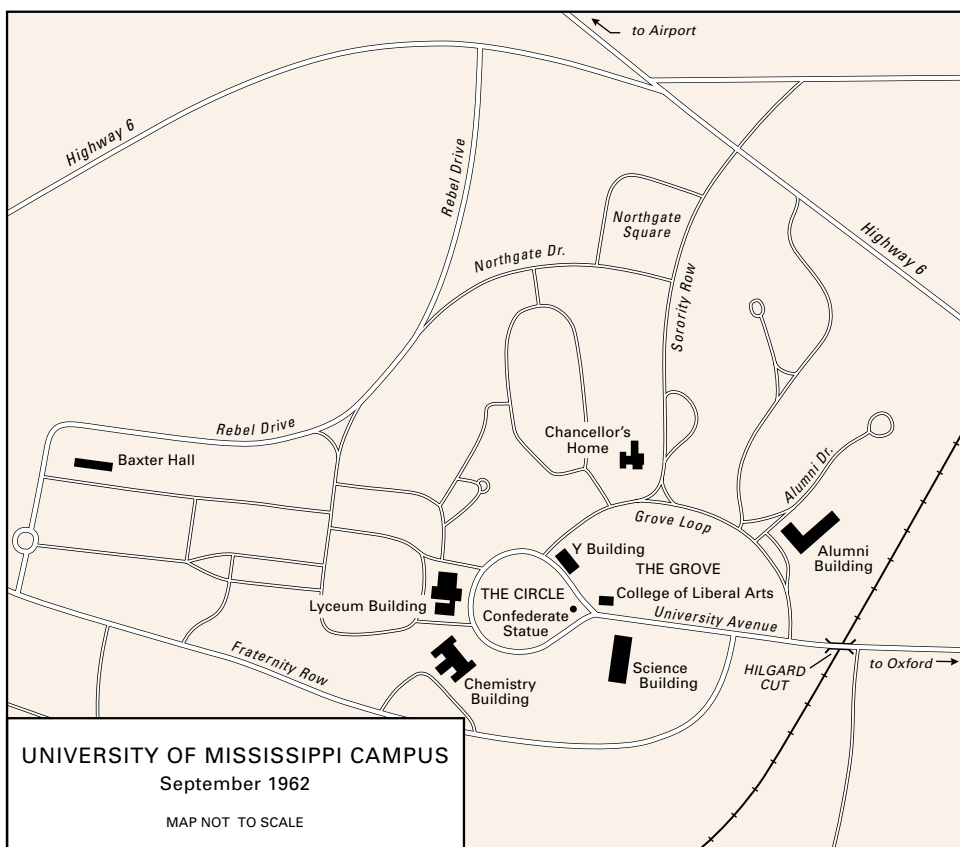 to Airport
Highway 6
Rebel Drive
Northgate
Square
Northgate Dr.
Highway 6
Sorority Row
Rebel Drive
Chancellor's
Home
Baxter Hall
Alumni Dr.
Grove Loop
Y Building
Alumni
Building
THE GROVE
THE CIRCLE
College of Liberal Arts
Lyceum Building
Confederate
Statue
University Avenue
Fraternity Row
Chemistry
Building
Science
Building
HILGARD
CUT
to Oxford
UNIVERSITY OF MISSISSIPPI CAMPUS
September 1962
MAP NOT TO SCALE